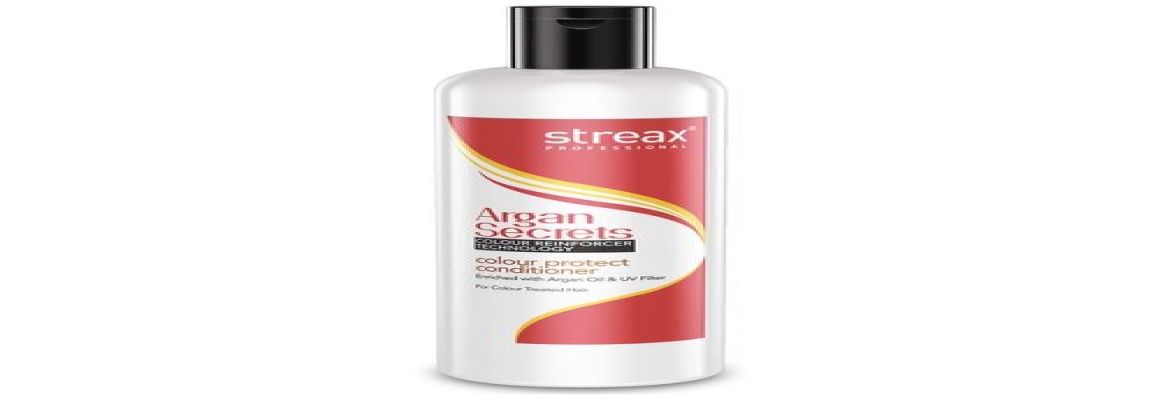 streax®
PROFESSIONAL
Argan
Secrets
COLOUR REINFORCER
TECHNOLOGY
colour protect
conditioner
Enriched with Argan Oil & UV Filter
For Colour Treated Hair